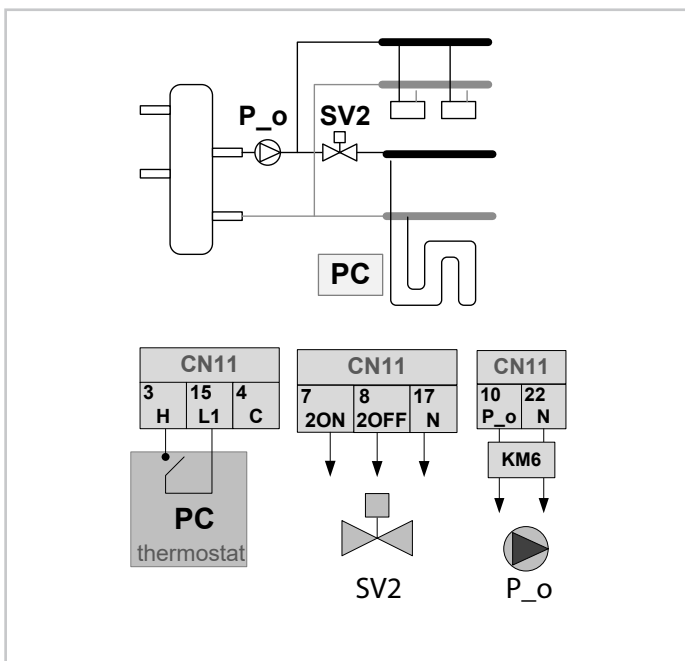 P_o SV2
PC
CN11 CN11 CN11
3 15 4 7 8 17 10 22
H L1 C 2ON 2OFF N P_o N
KM6
PC
thermostat
SV2 P_o